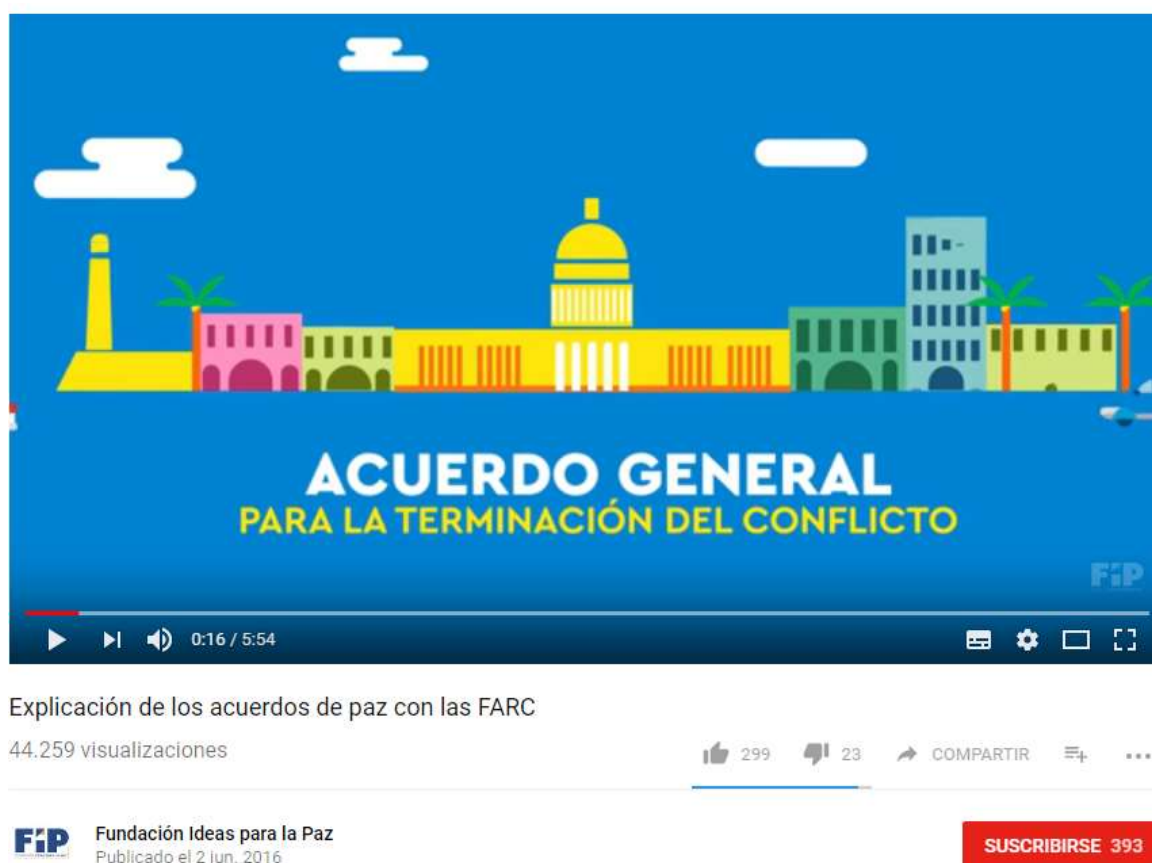 ACUERDO GENERAL
PARA LA TERMINACIÓN DEL CONFLICTO
FiP
0:16 / 5:54
Explicación de los acuerdos de paz con las FARC
44.259 visualizaciones
299 23 COMPARTIR
FiP
Fundación Ideas para la Paz
Publicado el 2 jun. 2016
SUSCRIBIRSE 393